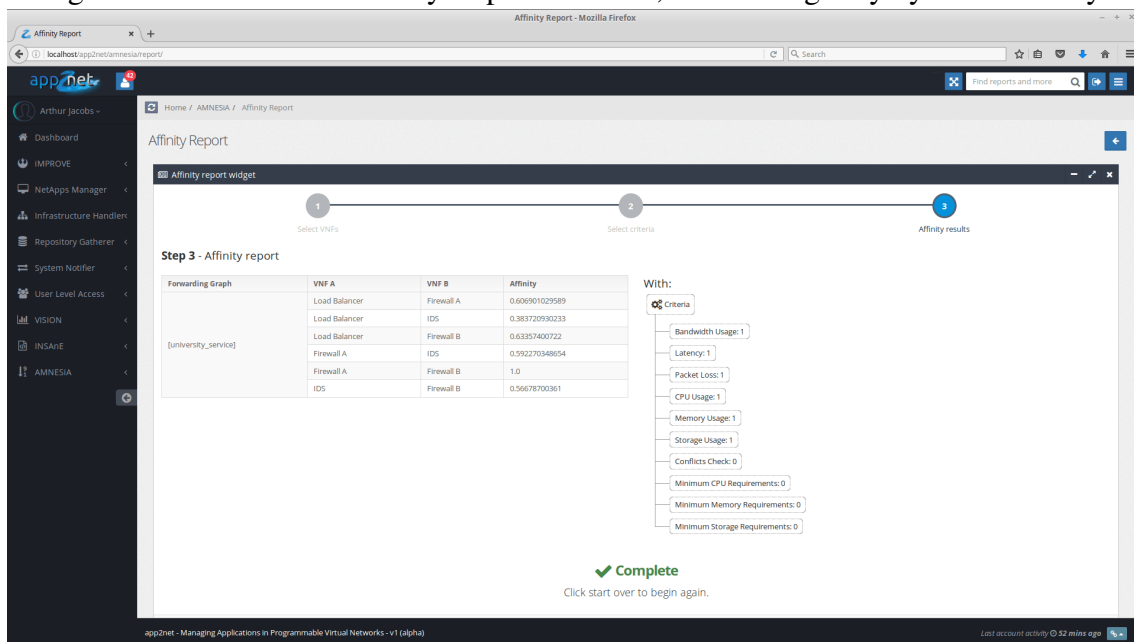 Affinity Report - Mozilla Firefox
Affinity Report
localhost/app2net/amnesia/report/
Search
app2net
42
Find reports and more
Arthur Jacobs
Home / AMNESIA / Affinity Report
Dashboard
IMPROVE
NetApps Manager
Infrastructure Handler
Repository Gatherer
System Notifier
User Level Access
VISION
INSAnE
AMNESIA
Affinity Report
Affinity report widget
1
2
3
Select VNFs
Select criteria
Affinity results
Step 3 - Affinity report
Forwarding Graph VNF A VNF B Affinity
[university_service]
Load Balancer Firewall A 0.606901029589
Load Balancer IDS 0.383720930233
Load Balancer Firewall B 0.63357400722
Firewall A IDS 0.592270348654
Firewall A Firewall B 1.0
IDS Firewall B 0.56678700361
With:
Criteria
Bandwidth Usage: 1
Latency: 1
Packet Loss: 1
CPU Usage: 1
Memory Usage: 1
Storage Usage: 1
Conflicts Check: 0
Minimum CPU Requirements: 0
Minimum Memory Requirements: 0
Minimum Storage Requirements: 0
Complete
Click start over to begin again.
app2net - Managing Applications in Programmable Virtual Networks - v1 (alpha)
Last account activity 52 mins ago